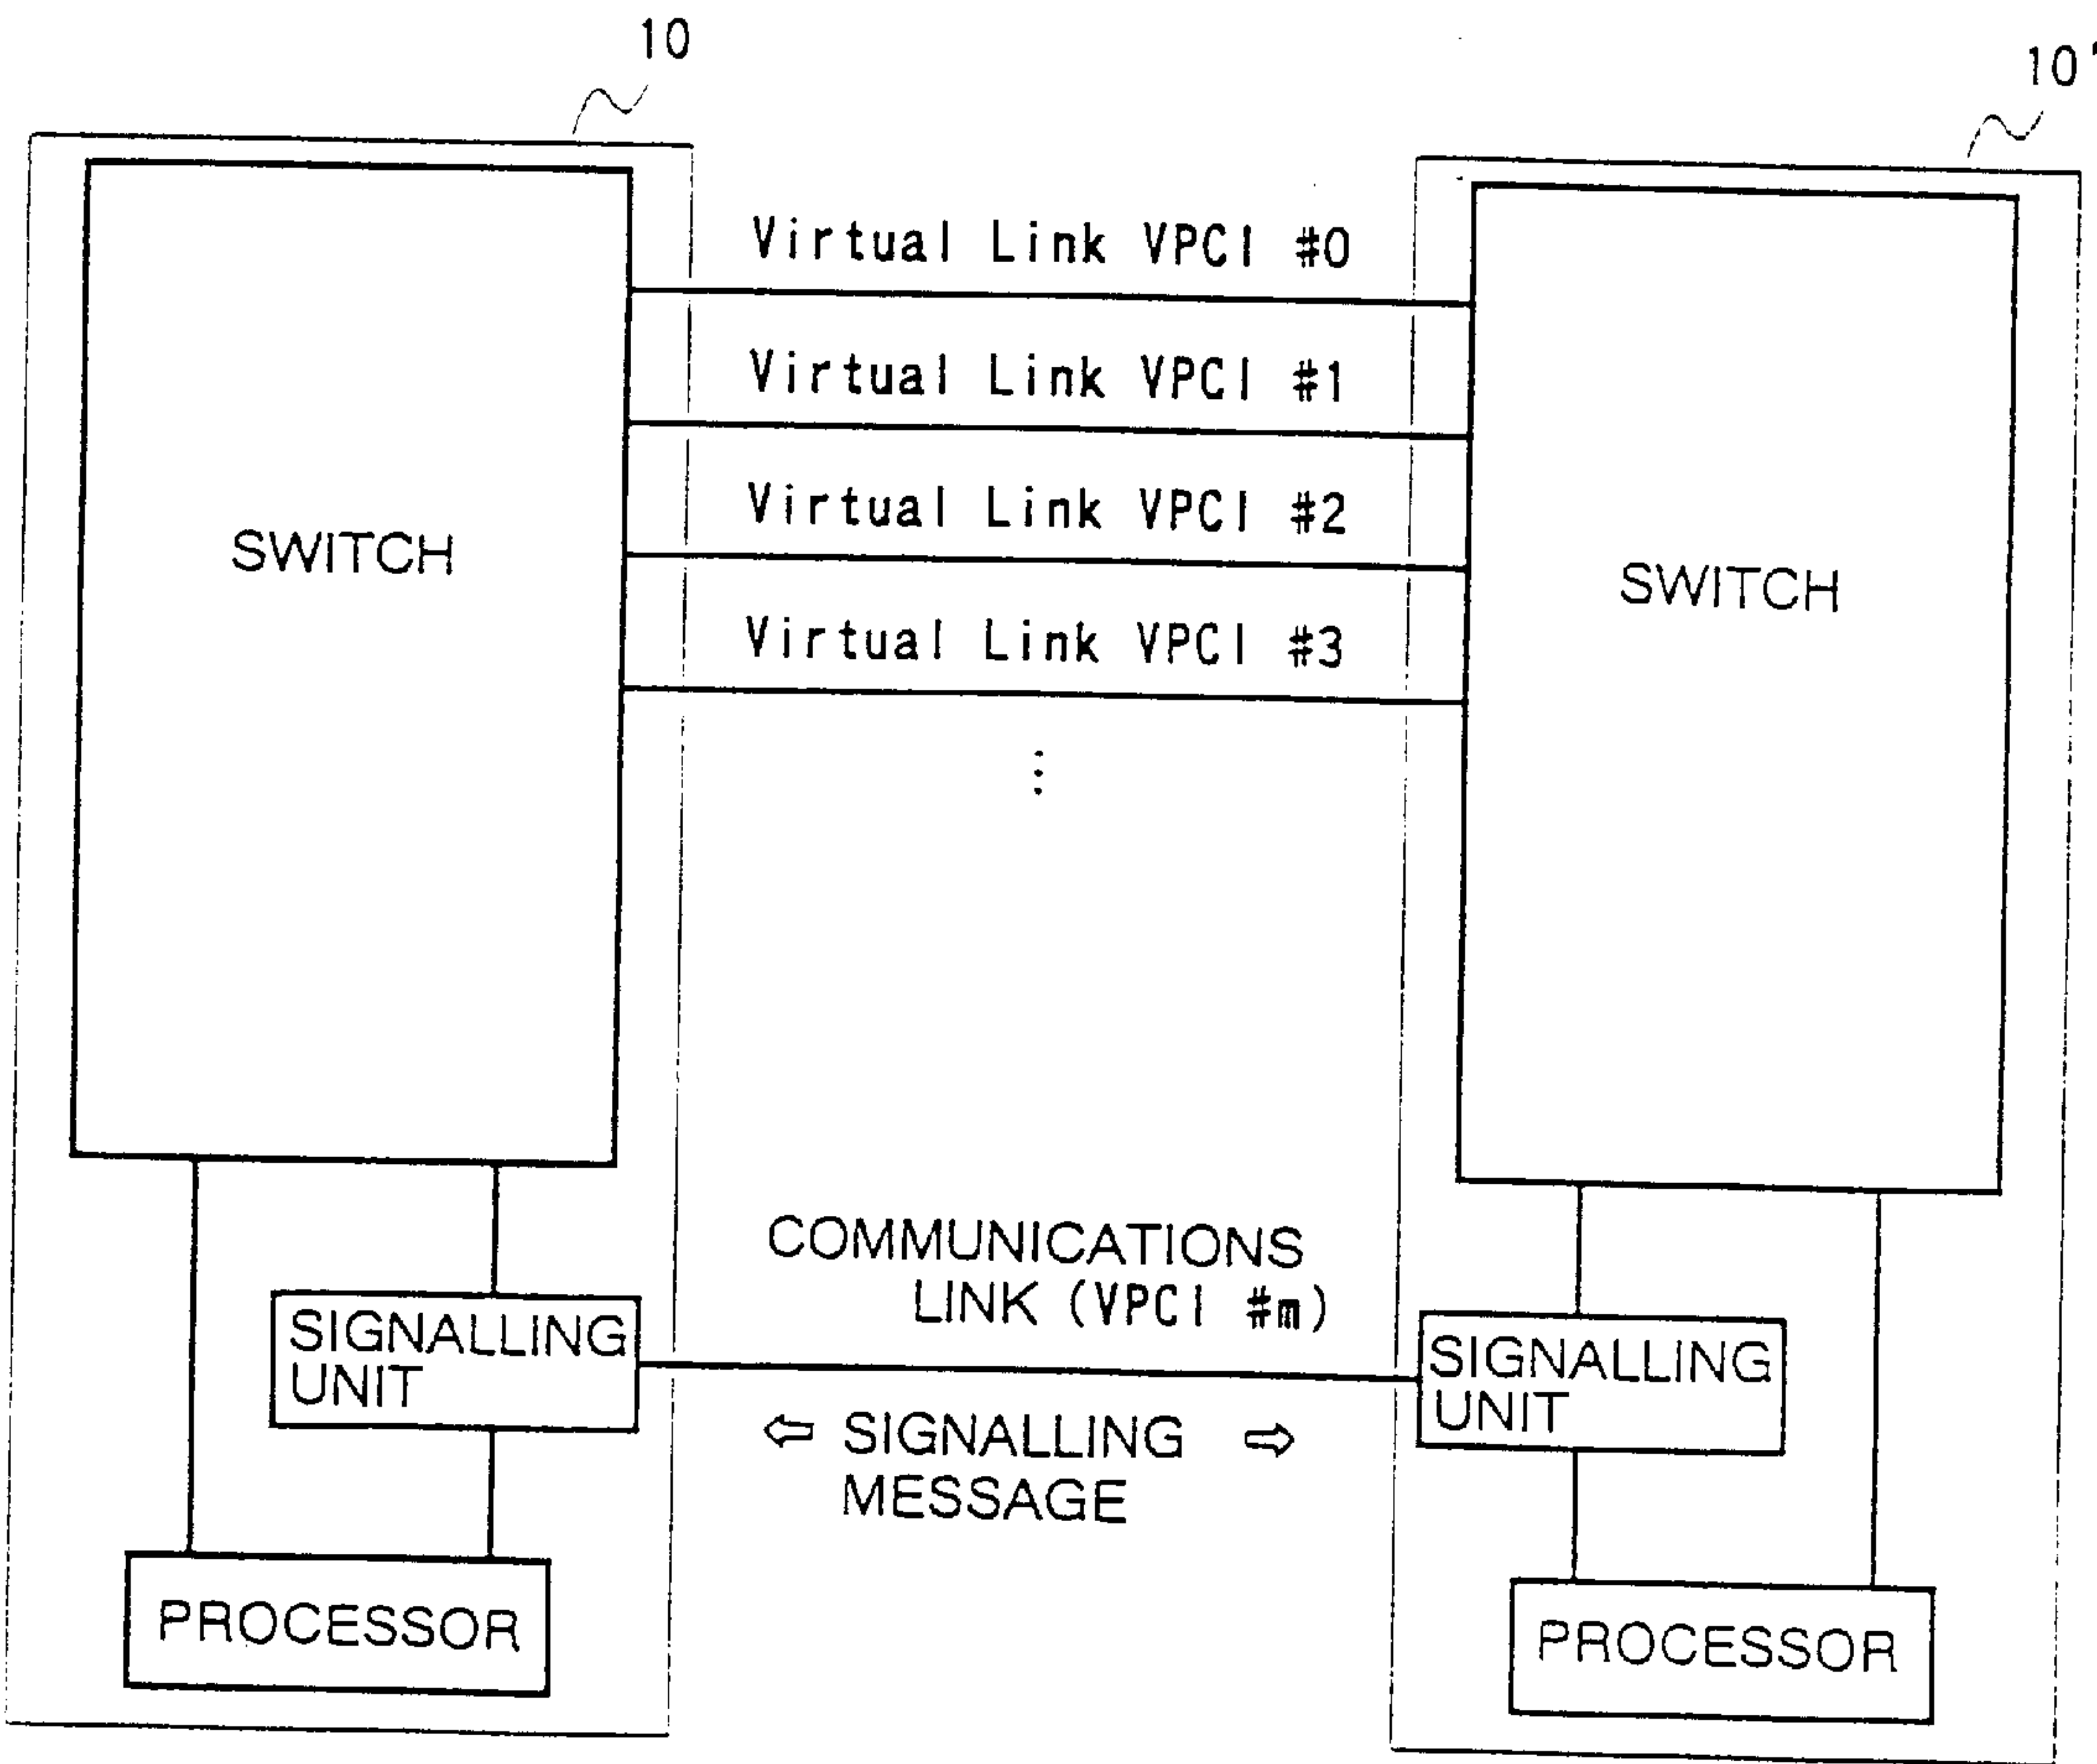 10
10'
Virtual Link VPCI #0
Virtual Link VPCI #1
Virtual Link VPCI #2
Virtual Link VPCI #3
SWITCH
SWITCH
COMMUNICATIONS
LINK (VPCI #m)
SIGNALLING
UNIT
SIGNALLING
UNIT
⇦ SIGNALLING ⇨
MESSAGE
PROCESSOR
PROCESSOR